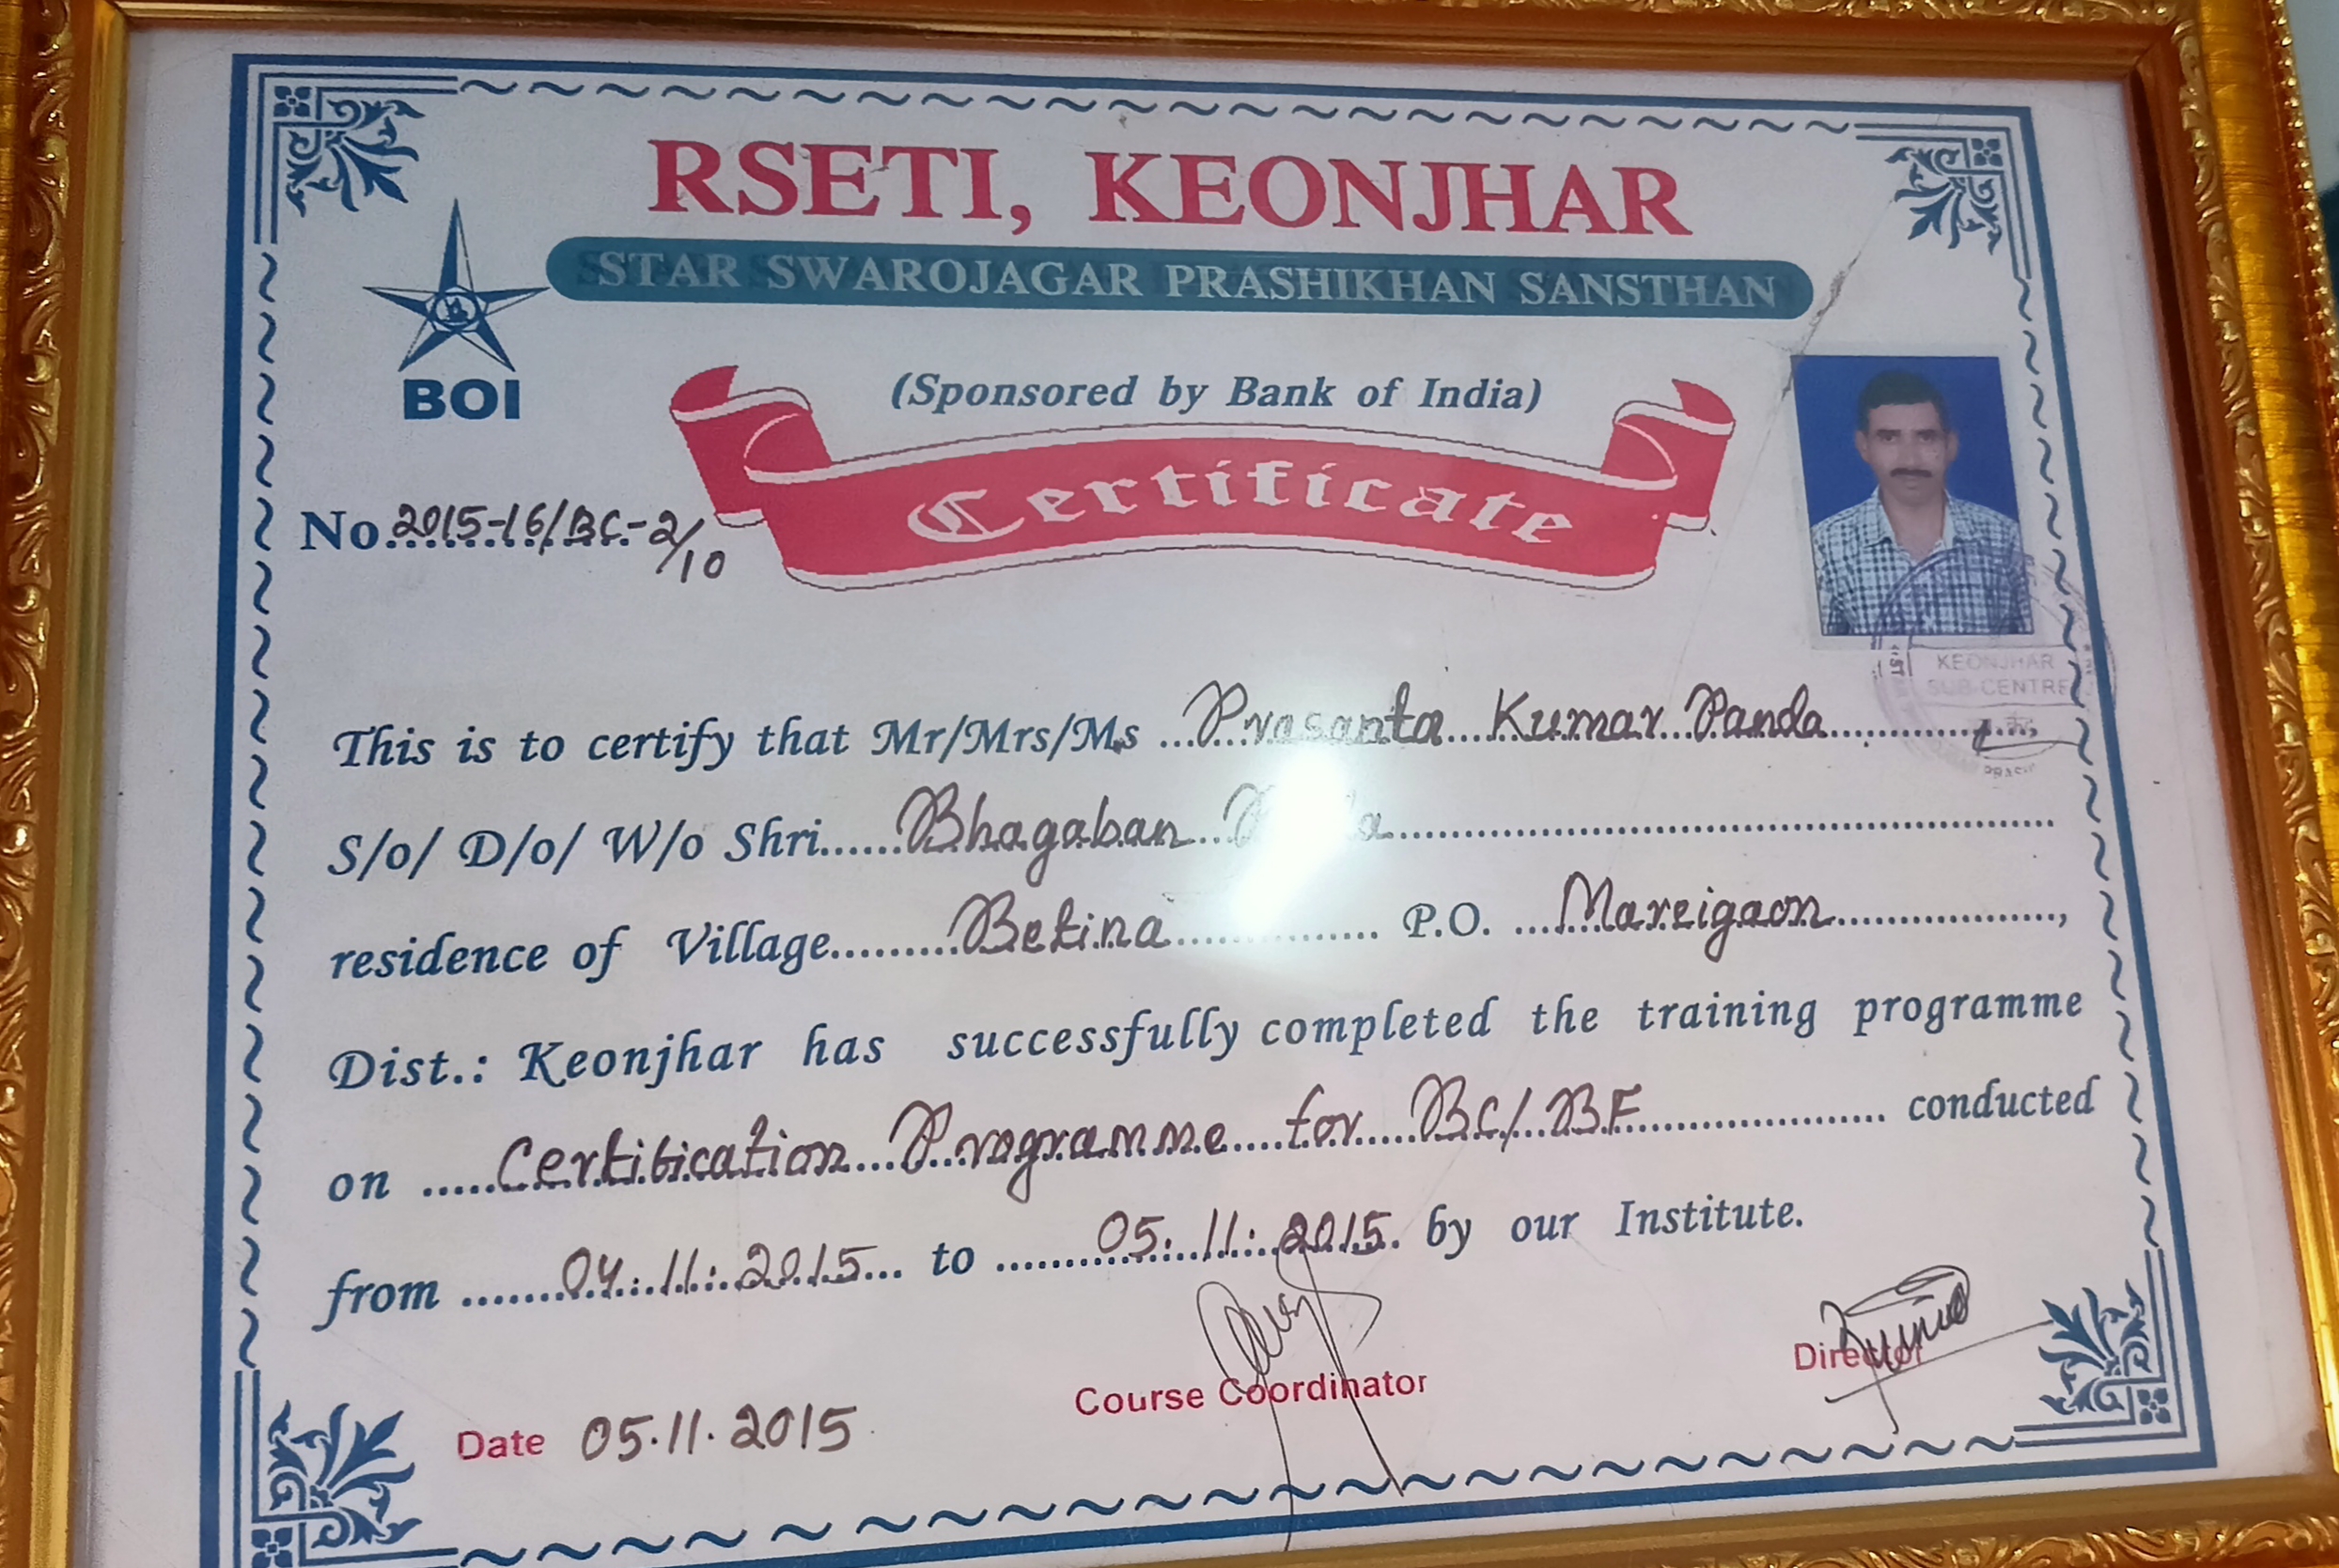 RSETI, KEONJHAR
STAR SWAROJAGAR PRASHIKHAN SANSTHAN
(Sponsored by Bank of India)
BOI
Certificate
No. 2015-16/BC-2/10
KEONJHAR
SUB-CENTRE
This is to certify that Mr/Mrs/Ms Prasanta Kumar Panda
S/o/ D/o/ W/o Shri Bhagaban
residence of Village Betina P.O. Mareigaon,
Dist.: Keonjhar has successfully completed the training programme
on Certification Programme for BC/BF conducted
from 04.11.2015 to 05.11.2015 by our Institute.
Date 05.11.2015
Course Coordinator
Director